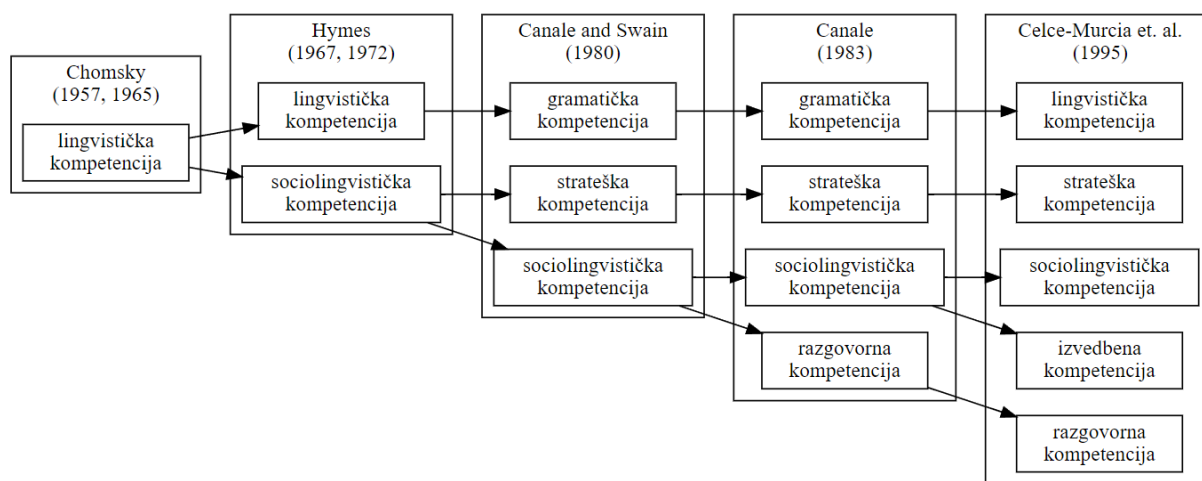 Chomsky
(1957, 1965)
lingvistička
kompetencija
Hymes
(1967, 1972)
lingvistička
kompetencija
sociolingvistička
kompetencija
Canale and Swain
(1980)
gramatička
kompetencija
strateška
kompetencija
sociolingvistička
kompetencija
Canale
(1983)
gramatička
kompetencija
strateška
kompetencija
sociolingvistička
kompetencija
razgovorna
kompetencija
Celce-Murcia et. al.
(1995)
lingvistička
kompetencija
strateška
kompetencija
sociolingvistička
kompetencija
izvedbena
kompetencija
razgovorna
kompetencija